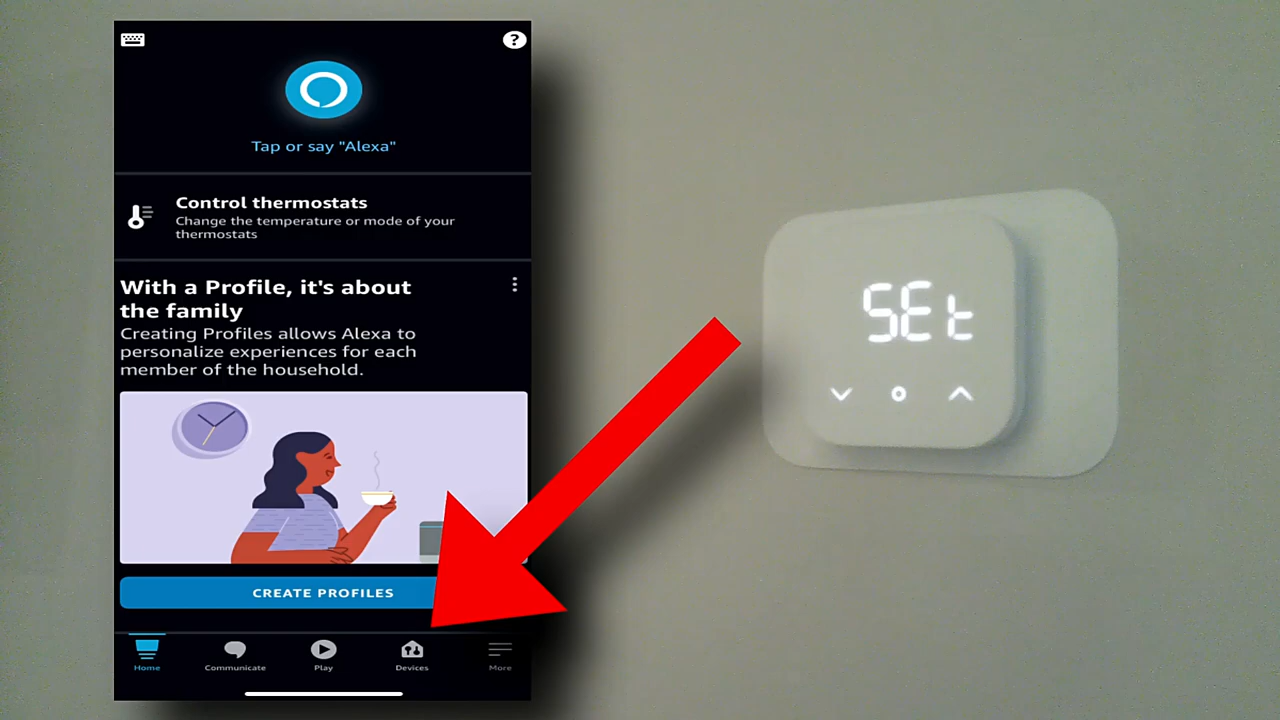 ?
Tap or say "Alexa"
Control thermostats
Change the temperature or mode of your
thermostats
With a Profile, it's about
the family
Creating Profiles allows Alexa to
personalize experiences for each
member of the household.
CREATE PROFILES
Home
Communicate
Play
Devices
More
SEt